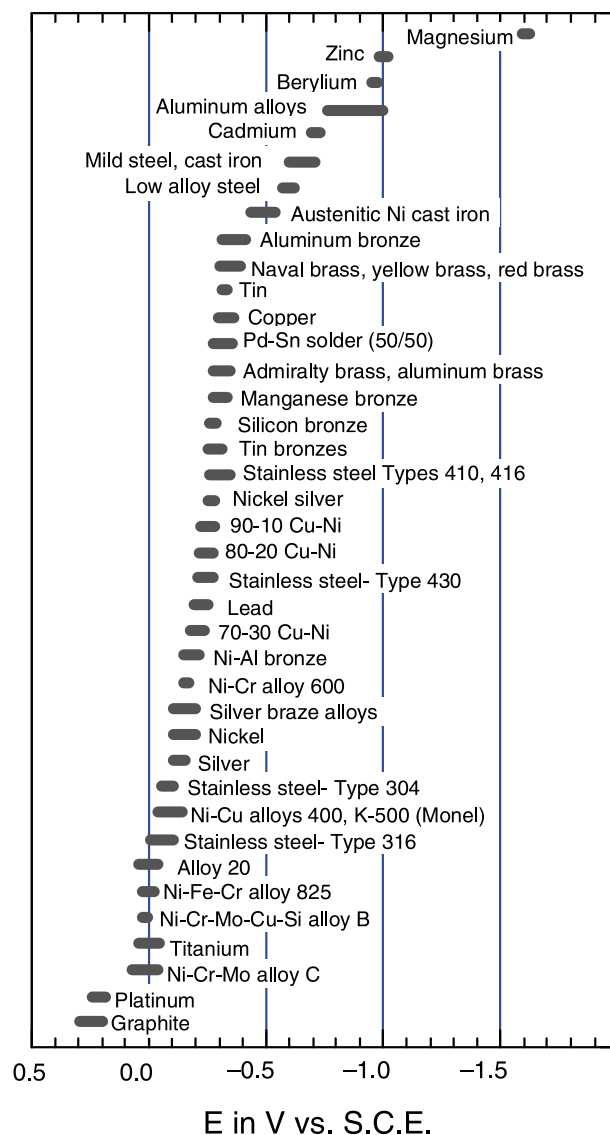 Magnesium
Zinc
Berylium
Aluminum alloys
Cadmium
Mild steel, cast iron
Low alloy steel
Austenitic Ni cast iron
Aluminum bronze
Naval brass, yellow brass, red brass
Tin
Copper
Pd-Sn solder (50/50)
Admiralty brass, aluminum brass
Manganese bronze
Silicon bronze
Tin bronzes
Stainless steel Types 410, 416
Nickel silver
90-10 Cu-Ni
80-20 Cu-Ni
Stainless steel- Type 430
Lead
70-30 Cu-Ni
Ni-Al bronze
Ni-Cr alloy 600
Silver braze alloys
Nickel
Silver
Stainless steel- Type 304
Ni-Cu alloys 400, K-500 (Monel)
Stainless steel- Type 316
Alloy 20
Ni-Fe-Cr alloy 825
Ni-Cr-Mo-Cu-Si alloy B
Titanium
Ni-Cr-Mo alloy C
Platinum
Graphite
0.5 0.0 –0.5 –1.0 –1.5
E in V vs. S.C.E.